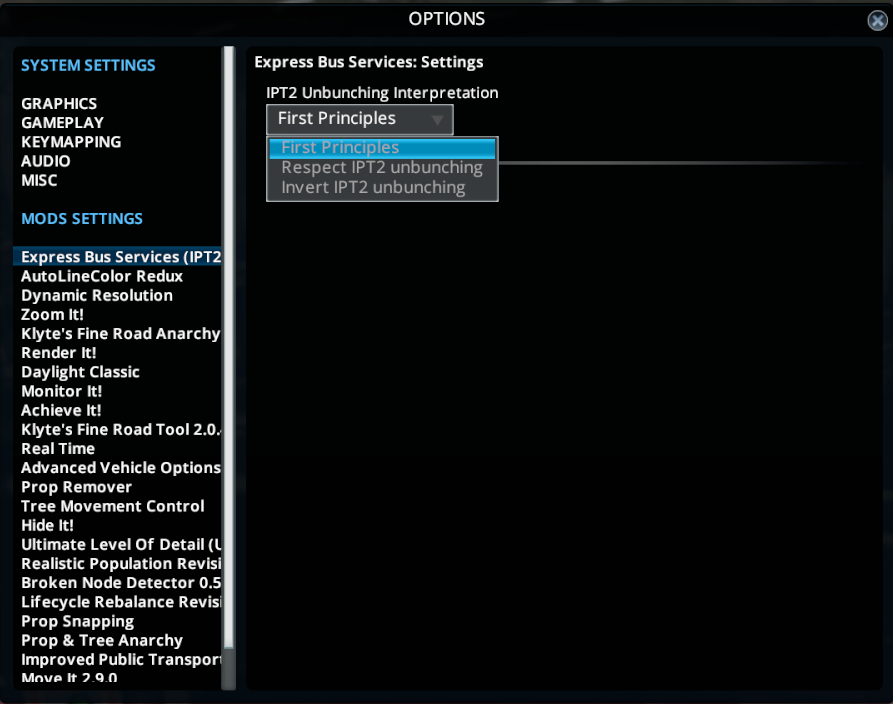 OPTIONS
SYSTEM SETTINGS
GRAPHICS
GAMEPLAY
KEYMAPPING
AUDIO
MISC
MODS SETTINGS
Express Bus Services (IPT2
AutoLineColor Redux
Dynamic Resolution
Zoom It!
Klyte's Fine Road Anarchy
Render It!
Daylight Classic
Monitor It!
Achieve It!
Klyte's Fine Road Tool 2.0.
Real Time
Advanced Vehicle Options
Prop Remover
Tree Movement Control
Hide It!
Ultimate Level Of Detail (U
Realistic Population Revisi
Broken Node Detector 0.5
Lifecycle Rebalance Revisi
Prop Snapping
Prop & Tree Anarchy
Improved Public Transport
Move It 2.9.0
Express Bus Services: Settings
IPT2 Unbunching Interpretation
First Principles
First Principles
Respect IPT2 unbunching
Invert IPT2 unbunching